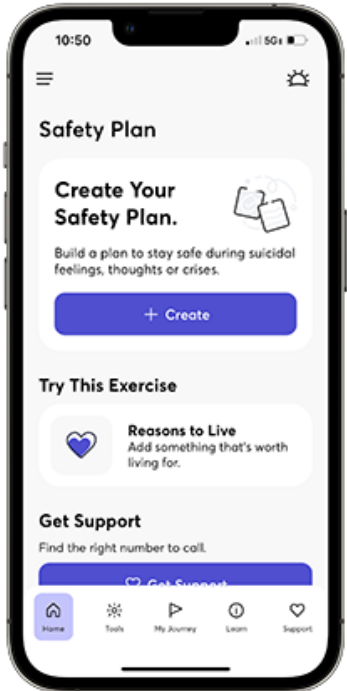 10:50
5G
Safety Plan
Create Your
Safety Plan.
Build a plan to stay safe during suicidal
feelings, thoughts or crises.
+ Create
Try This Exercise
Reasons to Live
Add something that's worth
living for.
Get Support
Find the right number to call.
Get Support
Home Tools My Journey Learn Support